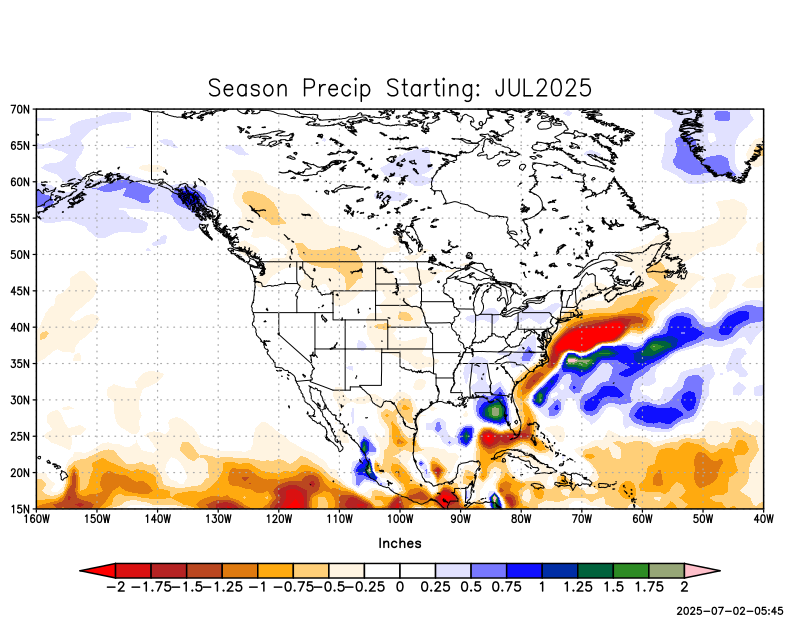 Season Precip Starting: JUL2025
70N
65N
60N
55N
50N
45N
40N
35N
30N
25N
20N
15N
160W 150W 140W 130W 120W 110W 100W 90W 80W 70W 60W 50W 40W
Inches
−2 −1.75 −1.5 −1.25 −1 −0.75 −0.5 −0.25 0 0.25 0.5 0.75 1 1.25 1.5 1.75 2
2025-07-02-05:45